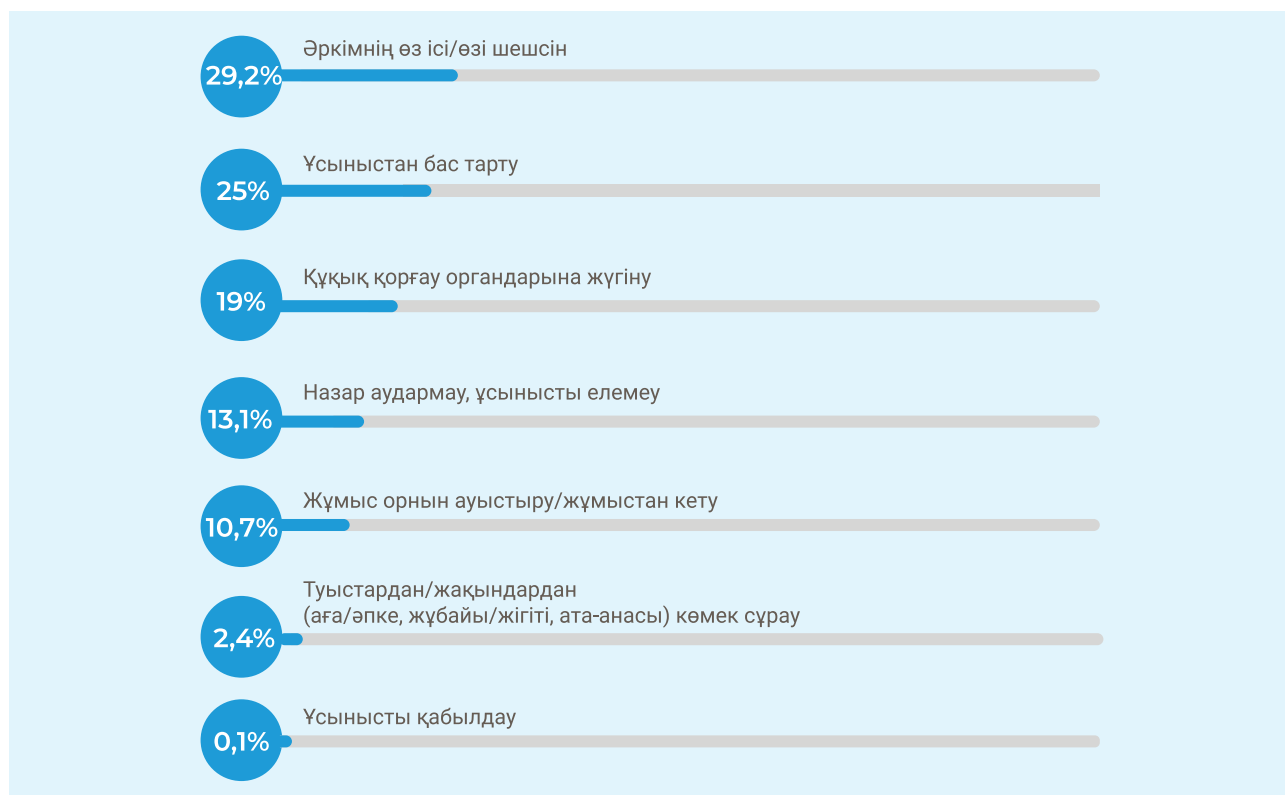 Әркімнің өз ісі/өзі шешсін
29,2%
Ұсыныстан бас тарту
25%
Құқық қорғау органдарына жүгіну
19%
Назар аудармау, ұсынысты елемеу
13,1%
Жұмыс орнын ауыстыру/жұмыстан кету
10,7%
Туыстардан/жақындардан
(аға/әпке, жұбайы/жігіті, ата-анасы) көмек сұрау
2,4%
Ұсынысты қабылдау
0,1%